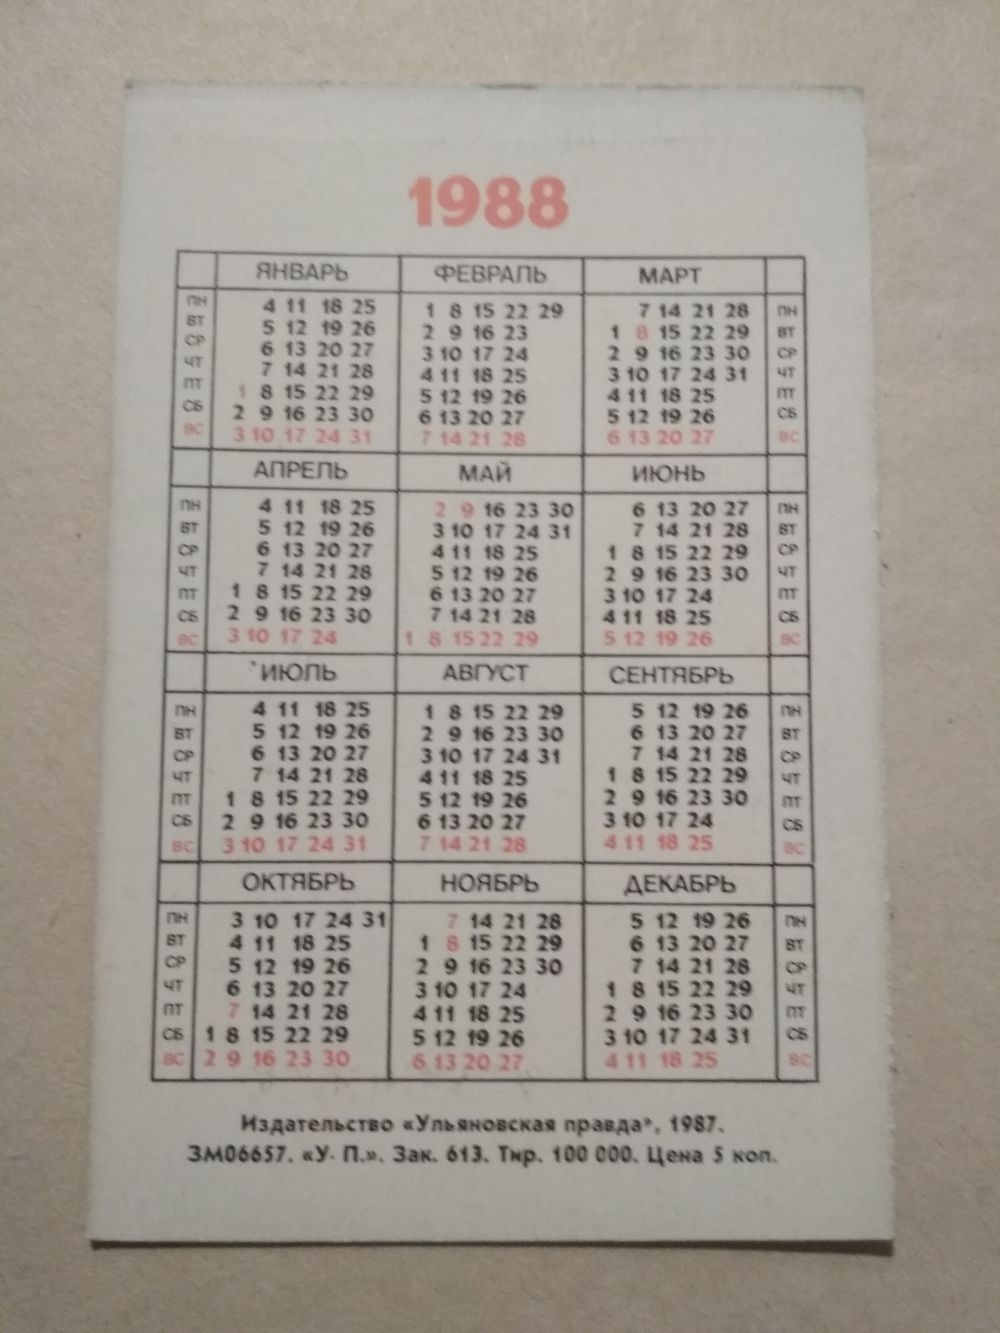 1988
ЯНВАРЬ ФЕВРАЛЬ МАРТ
ПН 4 11 18 25 1 8 15 22 29 7 14 21 28 ПН
ВТ 5 12 19 26 2 9 16 23 1 8 15 22 29 ВТ
СР 6 13 20 27 3 10 17 24 2 9 16 23 30 СР
ЧТ 7 14 21 28 4 11 18 25 3 10 17 24 31 ЧТ
ПТ 1 8 15 22 29 5 12 19 26 4 11 18 25 ПТ
СБ 2 9 16 23 30 6 13 20 27 5 12 19 26 СБ
ВС 3 10 17 24 31 7 14 21 28 6 13 20 27 ВС
АПРЕЛЬ МАЙ ИЮНЬ
ПН 4 11 18 25 2 9 16 23 30 6 13 20 27 ПН
ВТ 5 12 19 26 3 10 17 24 31 7 14 21 28 ВТ
СР 6 13 20 27 4 11 18 25 1 8 15 22 29 СР
ЧТ 7 14 21 28 5 12 19 26 2 9 16 23 30 ЧТ
ПТ 1 8 15 22 29 6 13 20 27 3 10 17 24 ПТ
СБ 2 9 16 23 30 7 14 21 28 4 11 18 25 СБ
ВС 3 10 17 24 1 8 15 22 29 5 12 19 26 ВС
ИЮЛЬ АВГУСТ СЕНТЯБРЬ
ПН 4 11 18 25 1 8 15 22 29 5 12 19 26 ПН
ВТ 5 12 19 26 2 9 16 23 30 6 13 20 27 ВТ
СР 6 13 20 27 3 10 17 24 31 7 14 21 28 СР
ЧТ 7 14 21 28 4 11 18 25 1 8 15 22 29 ЧТ
ПТ 1 8 15 22 29 5 12 19 26 2 9 16 23 30 ПТ
СБ 2 9 16 23 30 6 13 20 27 3 10 17 24 СБ
ВС 3 10 17 24 31 7 14 21 28 4 11 18 25 ВС
ОКТЯБРЬ НОЯБРЬ ДЕКАБРЬ
ПН 3 10 17 24 31 7 14 21 28 5 12 19 26 ПН
ВТ 4 11 18 25 1 8 15 22 29 6 13 20 27 ВТ
СР 5 12 19 26 2 9 16 23 30 7 14 21 28 СР
ЧТ 6 13 20 27 3 10 17 24 1 8 15 22 29 ЧТ
ПТ 7 14 21 28 4 11 18 25 2 9 16 23 30 ПТ
СБ 1 8 15 22 29 5 12 19 26 3 10 17 24 31 СБ
ВС 2 9 16 23 30 6 13 20 27 4 11 18 25 ВС
Издательство «Ульяновская правда», 1987.
ЗМ06657. «У. П.». Зак. 613. Тир. 100 000. Цена 5 коп.